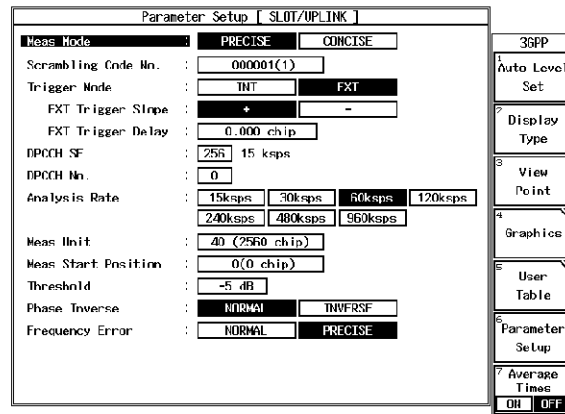 Parameter Setup [ SLOT/UPLINK ]
Meas Mode : PRECISE CONCISE
Scrambling Code No. : 000001(1)
Trigger Mode : INT EXT
EXT Trigger Slope : + -
EXT Trigger Delay : 0.000 chip
DPCCH SF : 256 15 ksps
DPCCH No. : 0
Analysis Rate : 15ksps 30ksps 60ksps 120ksps
240ksps 480ksps 960ksps
Meas Unit : 40 (2560 chip)
Meas Start Position : 0(0 chip)
Threshold : -5 dB
Phase Inverse : NORMAL INVERSE
Frequency Error : NORMAL PRECISE
3GPP
1 Auto Level
Set
2 Display
Type
3 View
Point
4 Graphics
5 User
Table
6 Parameter
Setup
7 Average
Times
ON OFF